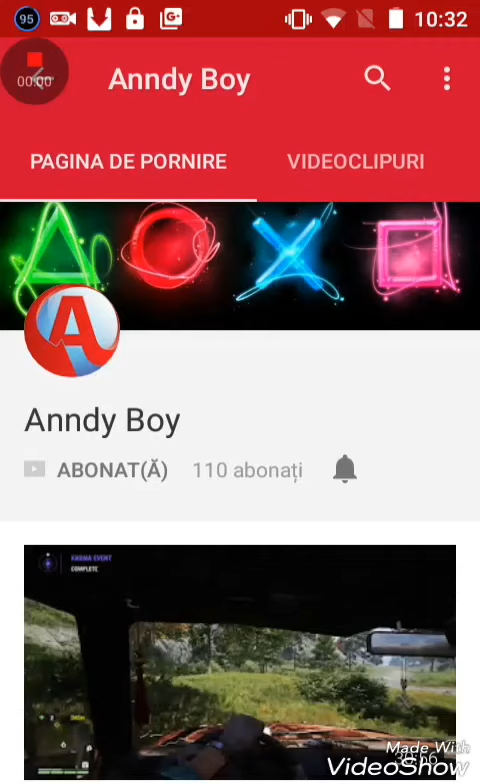 95
10:32
00:00
Anndy Boy
PAGINA DE PORNIRE
VIDEOCLIPURI
Anndy Boy
ABONAT(Ă)
110 abonați
KARMA EVENT
COMPLETE
Made With
VideoShow